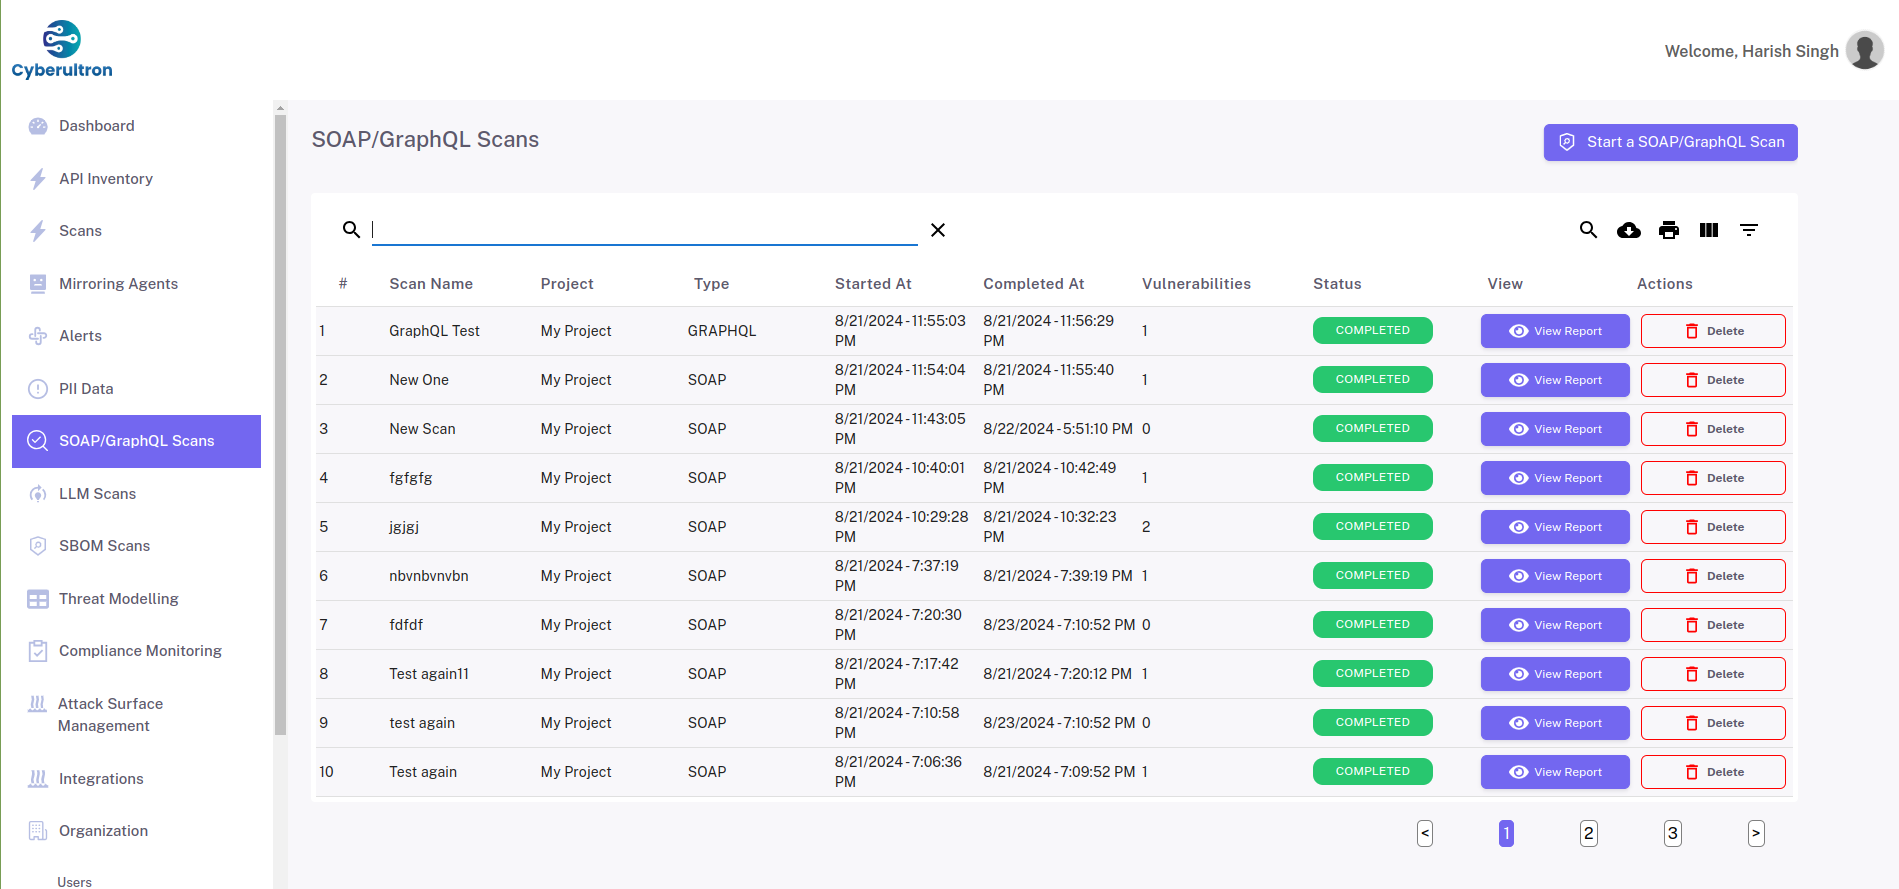 Cyberultron
Welcome, Harish Singh
Dashboard
API Inventory
Scans
Mirroring Agents
Alerts
PII Data
SOAP/GraphQL Scans
LLM Scans
SBOM Scans
Threat Modelling
Compliance Monitoring
Attack Surface
Management
Integrations
Organization
Users
SOAP/GraphQL Scans
Start a SOAP/GraphQL Scan
# Scan Name Project Type Started At Completed At Vulnerabilities Status View Actions
1 GraphQL Test My Project GRAPHQL 8/21/2024 - 11:55:03 PM 8/21/2024 - 11:56:29 PM 1 COMPLETED View Report Delete
2 New One My Project SOAP 8/21/2024 - 11:54:04 PM 8/21/2024 - 11:55:40 PM 1 COMPLETED View Report Delete
3 New Scan My Project SOAP 8/21/2024 - 11:43:05 PM 8/22/2024 - 5:51:10 PM 0 COMPLETED View Report Delete
4 fgfgfg My Project SOAP 8/21/2024 - 10:40:01 PM 8/21/2024 - 10:42:49 PM 1 COMPLETED View Report Delete
5 jgjgj My Project SOAP 8/21/2024 - 10:29:28 PM 8/21/2024 - 10:32:23 PM 2 COMPLETED View Report Delete
6 nbvnbvnvbn My Project SOAP 8/21/2024 - 7:37:19 PM 8/21/2024 - 7:39:19 PM 1 COMPLETED View Report Delete
7 fdfdf My Project SOAP 8/21/2024 - 7:20:30 PM 8/23/2024 - 7:10:52 PM 0 COMPLETED View Report Delete
8 Test again11 My Project SOAP 8/21/2024 - 7:17:42 PM 8/21/2024 - 7:20:12 PM 1 COMPLETED View Report Delete
9 test again My Project SOAP 8/21/2024 - 7:10:58 PM 8/23/2024 - 7:10:52 PM 0 COMPLETED View Report Delete
10 Test again My Project SOAP 8/21/2024 - 7:06:36 PM 8/21/2024 - 7:09:52 PM 1 COMPLETED View Report Delete
< 1 2 3 >